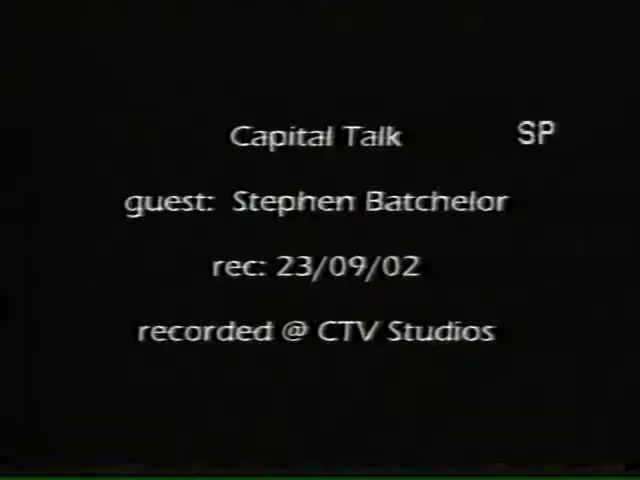 Capital Talk
SP
guest: Stephen Batchelor
rec: 23/09/02
recorded @ CTV Studios